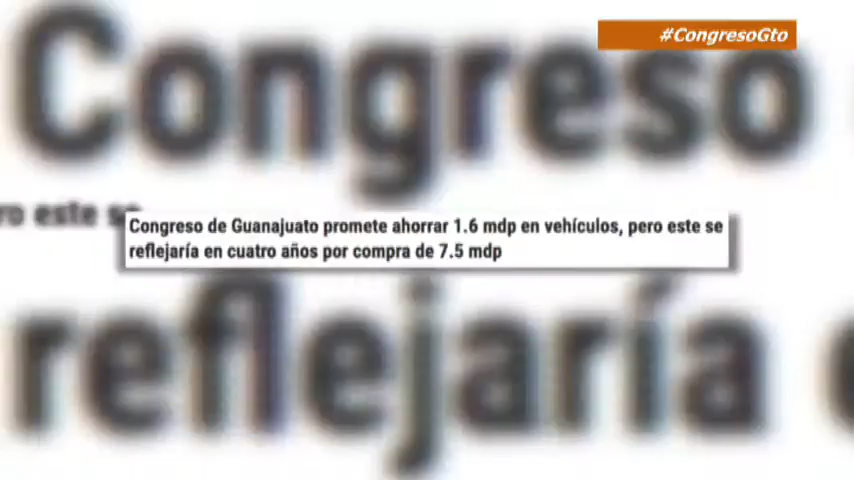 #CongresoGto
Congreso
ro este se
Congreso de Guanajuato promete ahorrar 1.6 mdp en vehículos, pero este se
reflejaría en cuatro años por compra de 7.5 mdp
reflejaría e